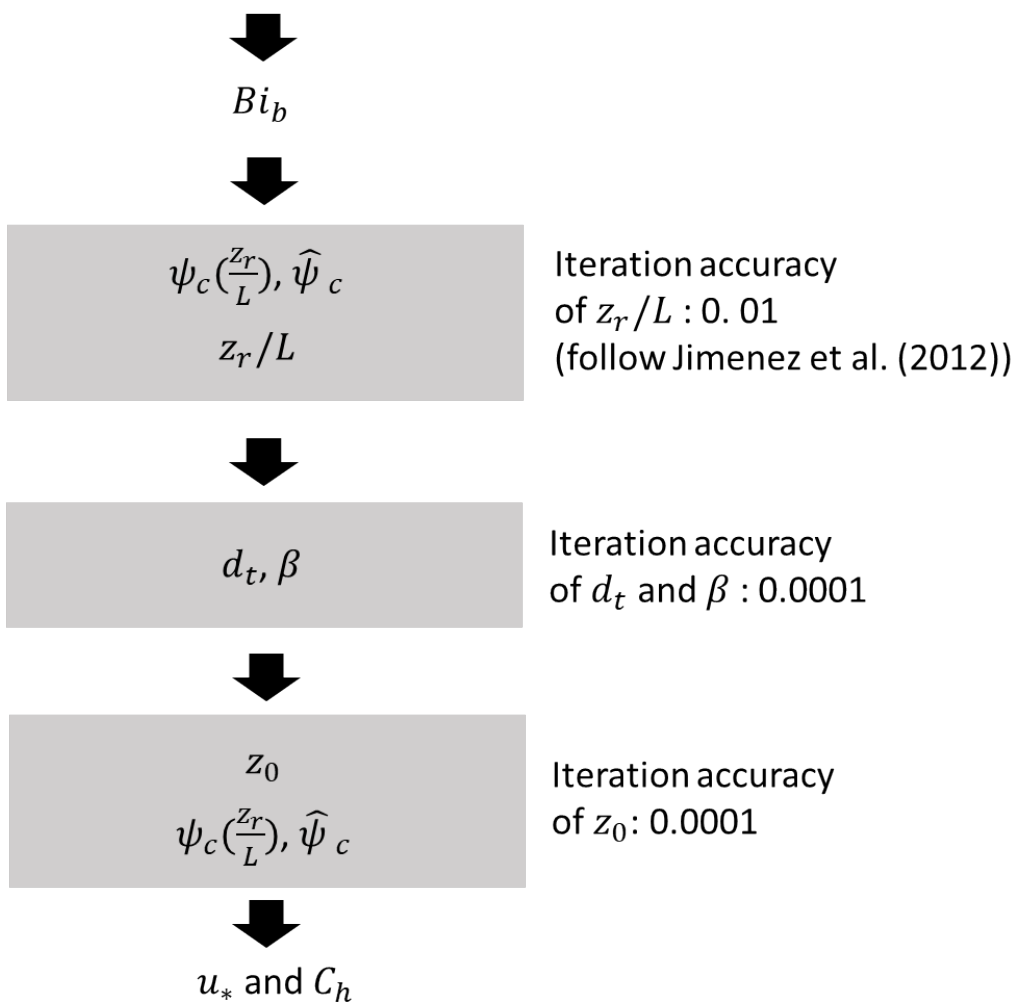 Bi_b
ψ_c(z_r/L), ψ̂_c
Iteration accuracy
of z_r/L : 0. 01
z_r/L
(follow Jimenez et al. (2012))
d_t, β
Iteration accuracy
of d_t and β : 0.0001
z_0
Iteration accuracy
of z_0: 0.0001
ψ_c(z_r/L), ψ̂_c
u_* and C_h